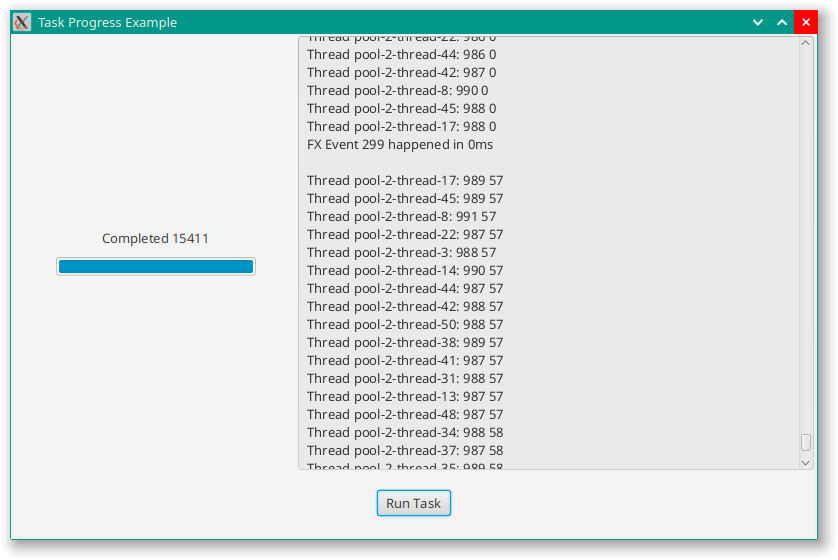 Task Progress Example
Thread pool-2-thread-22: 986 0
Thread pool-2-thread-44: 986 0
Thread pool-2-thread-42: 987 0
Thread pool-2-thread-8: 990 0
Thread pool-2-thread-45: 988 0
Thread pool-2-thread-17: 988 0
FX Event 299 happened in 0ms
Thread pool-2-thread-17: 989 57
Thread pool-2-thread-45: 989 57
Thread pool-2-thread-8: 991 57
Thread pool-2-thread-22: 987 57
Thread pool-2-thread-3: 988 57
Thread pool-2-thread-14: 990 57
Thread pool-2-thread-44: 987 57
Thread pool-2-thread-42: 988 57
Thread pool-2-thread-50: 988 57
Thread pool-2-thread-38: 989 57
Thread pool-2-thread-41: 987 57
Thread pool-2-thread-31: 988 57
Thread pool-2-thread-13: 987 57
Thread pool-2-thread-48: 987 57
Thread pool-2-thread-34: 988 58
Thread pool-2-thread-37: 987 58
Thread pool-2-thread-35: 989 58
Completed 15411
Run Task